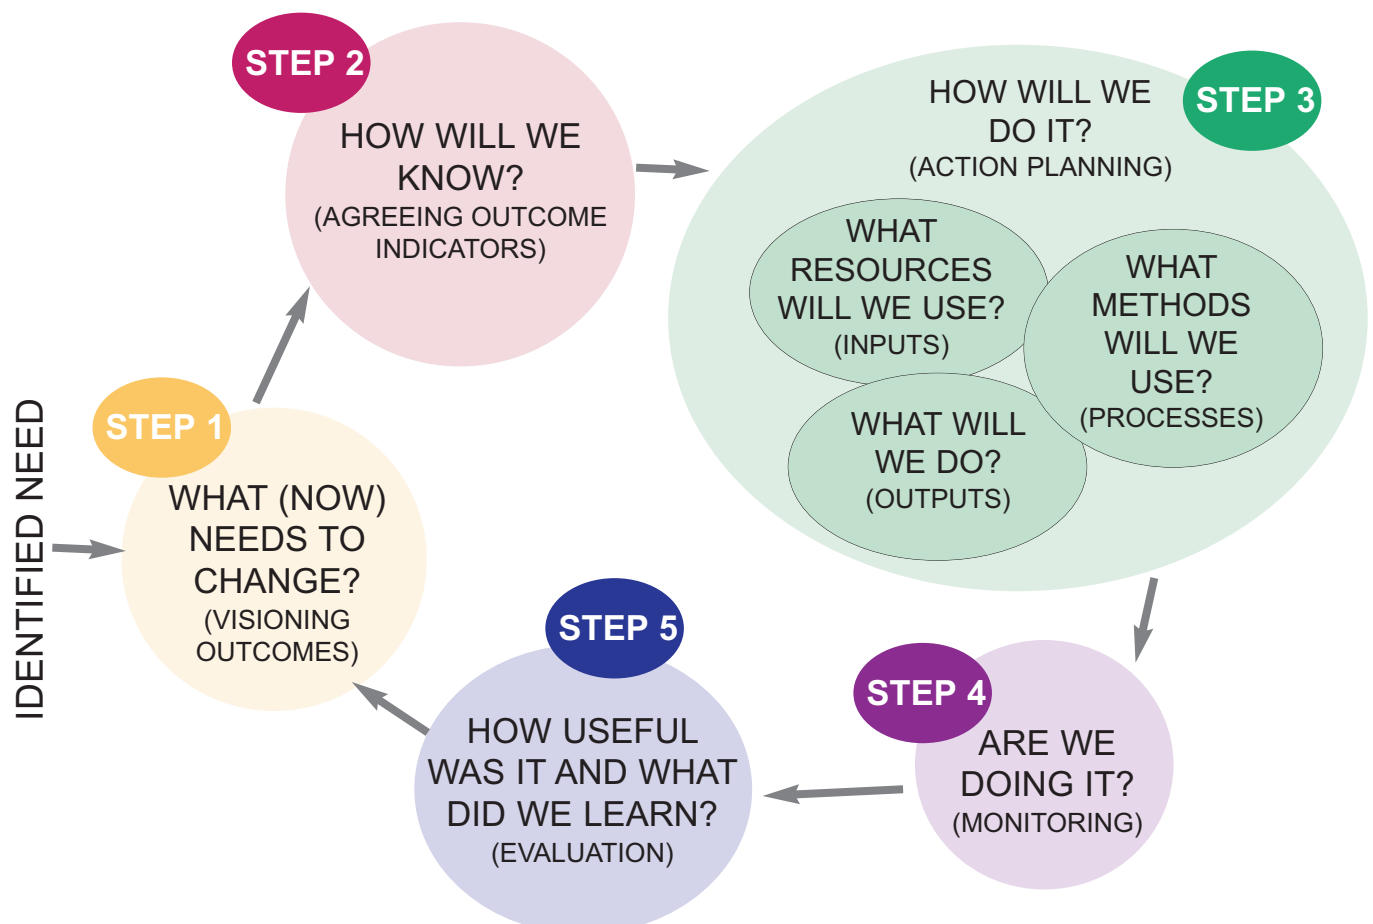 IDENTIFIED NEED
STEP 1
WHAT (NOW)
NEEDS TO
CHANGE?
(VISIONING
OUTCOMES)
STEP 2
HOW WILL WE
KNOW?
(AGREEING OUTCOME
INDICATORS)
STEP 3
HOW WILL WE
DO IT?
(ACTION PLANNING)
WHAT
RESOURCES
WILL WE USE?
(INPUTS)
WHAT
METHODS
WILL WE
USE?
(PROCESSES)
WHAT WILL
WE DO?
(OUTPUTS)
STEP 4
ARE WE
DOING IT?
(MONITORING)
STEP 5
HOW USEFUL
WAS IT AND WHAT
DID WE LEARN?
(EVALUATION)